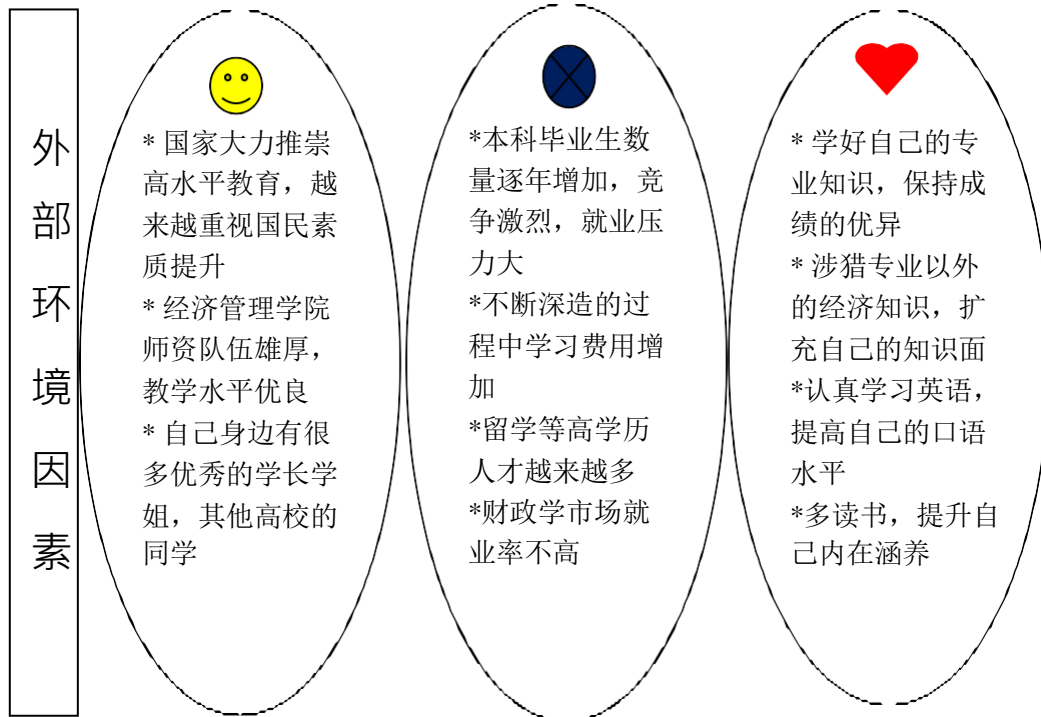 外部环境因素
* 国家大力推崇
高水平教育，越
来越重视国民素
质提升
* 经济管理学院
师资队伍雄厚，
教学水平优良
* 自己身边有很
多优秀的学长学
姐，其他高校的
同学
*本科毕业生数
量逐年增加，竞
争激烈，就业压
力大
*不断深造的过
程中学习费用增
加
*留学等高学历
人才越来越多
*财政学市场就
业率不高
* 学好自己的专
业知识，保持成
绩的优异
* 涉猎专业以外
的经济知识，扩
充自己的知识面
*认真学习英语，
提高自己的口语
水平
*多读书，提升自
己内在涵养